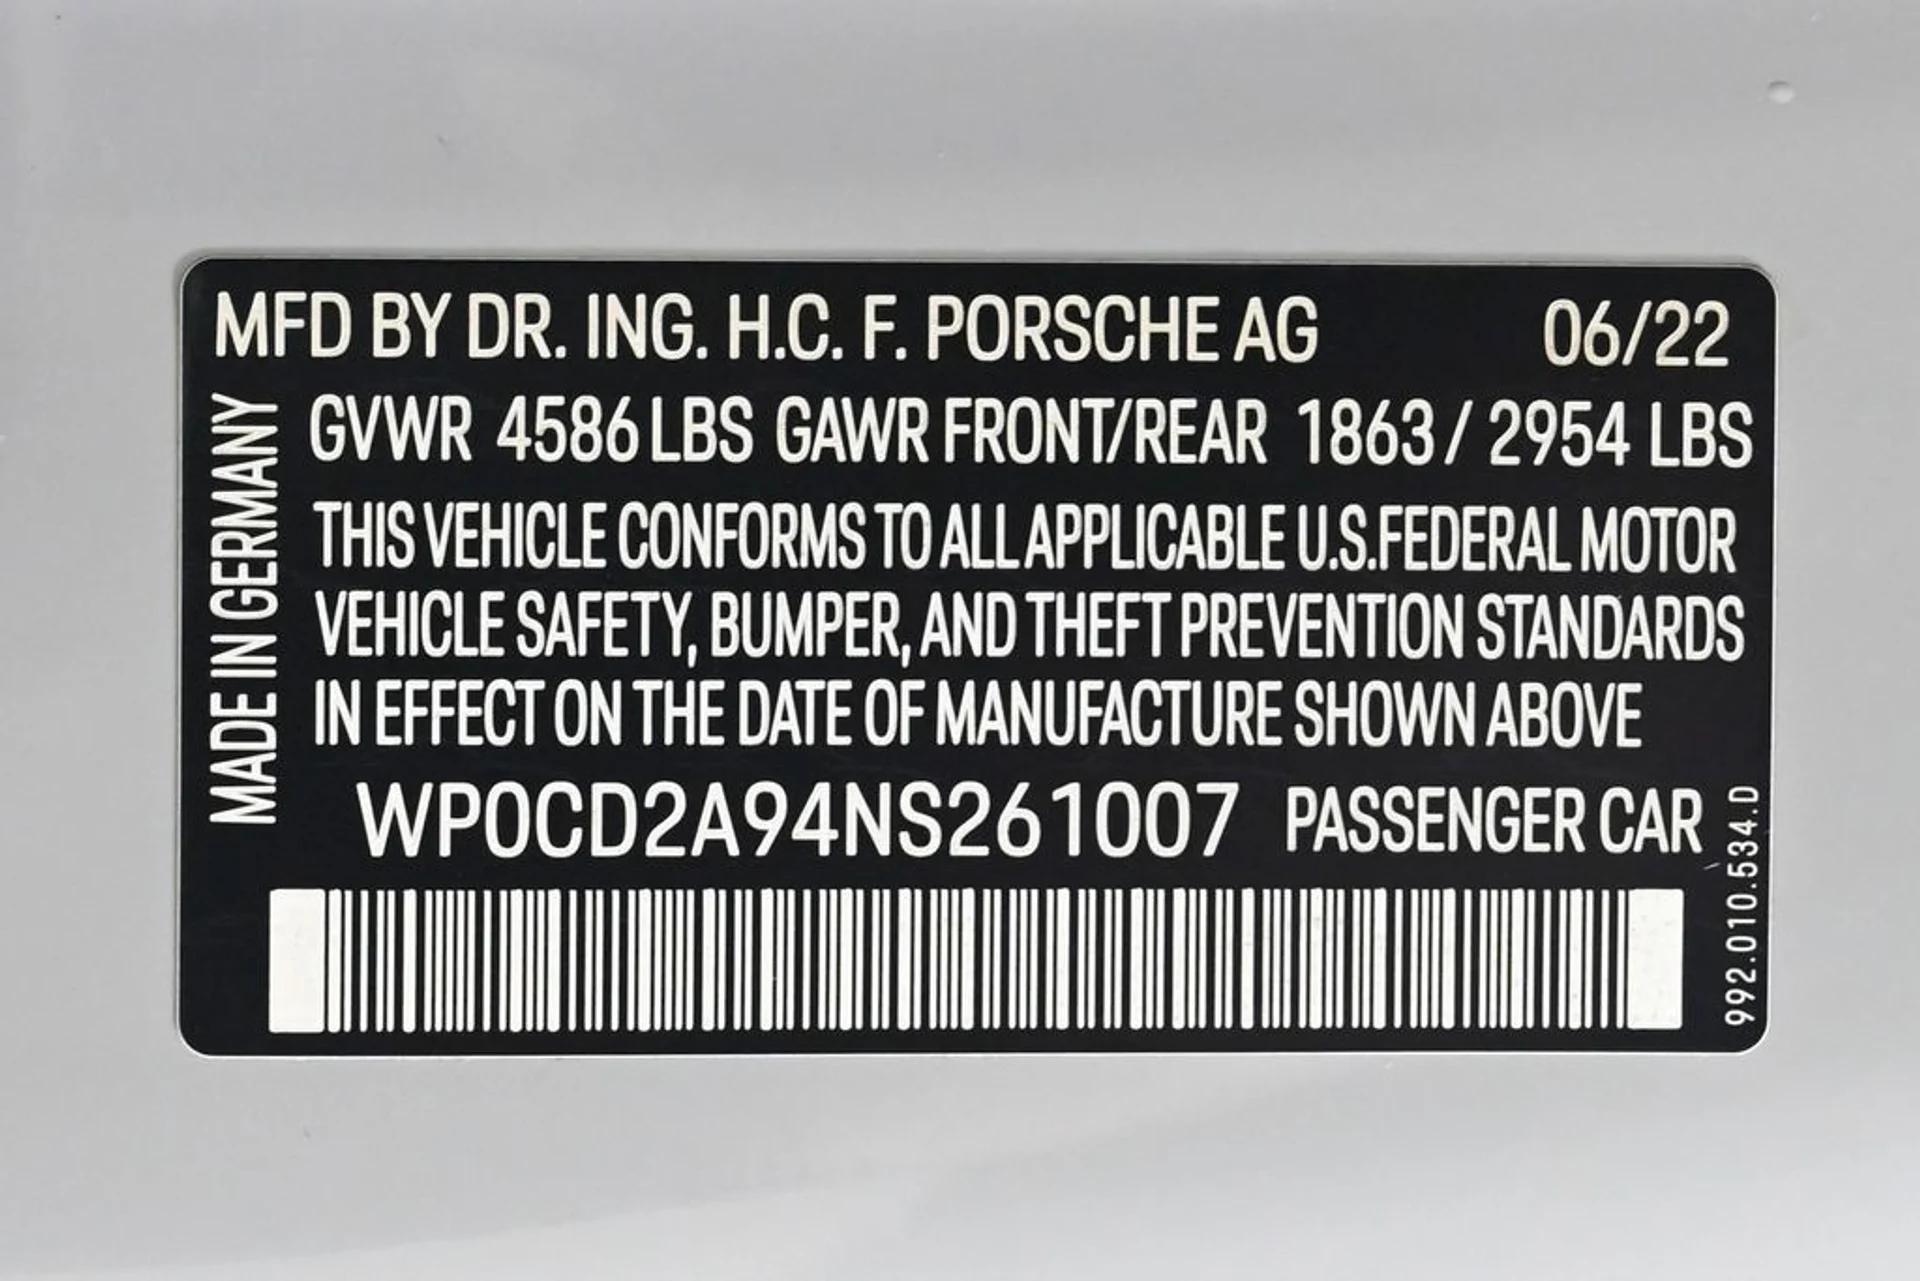 MFD BY DR. ING. H.C. F. PORSCHE AG 06/22
MADE IN GERMANY
GVWR 4586 LBS GAWR FRONT/REAR 1863 / 2954 LBS
THIS VEHICLE CONFORMS TO ALL APPLICABLE U.S.FEDERAL MOTOR
VEHICLE SAFETY, BUMPER, AND THEFT PREVENTION STANDARDS
IN EFFECT ON THE DATE OF MANUFACTURE SHOWN ABOVE
WP0CD2A94NS261007 PASSENGER CAR
992.010.534.D